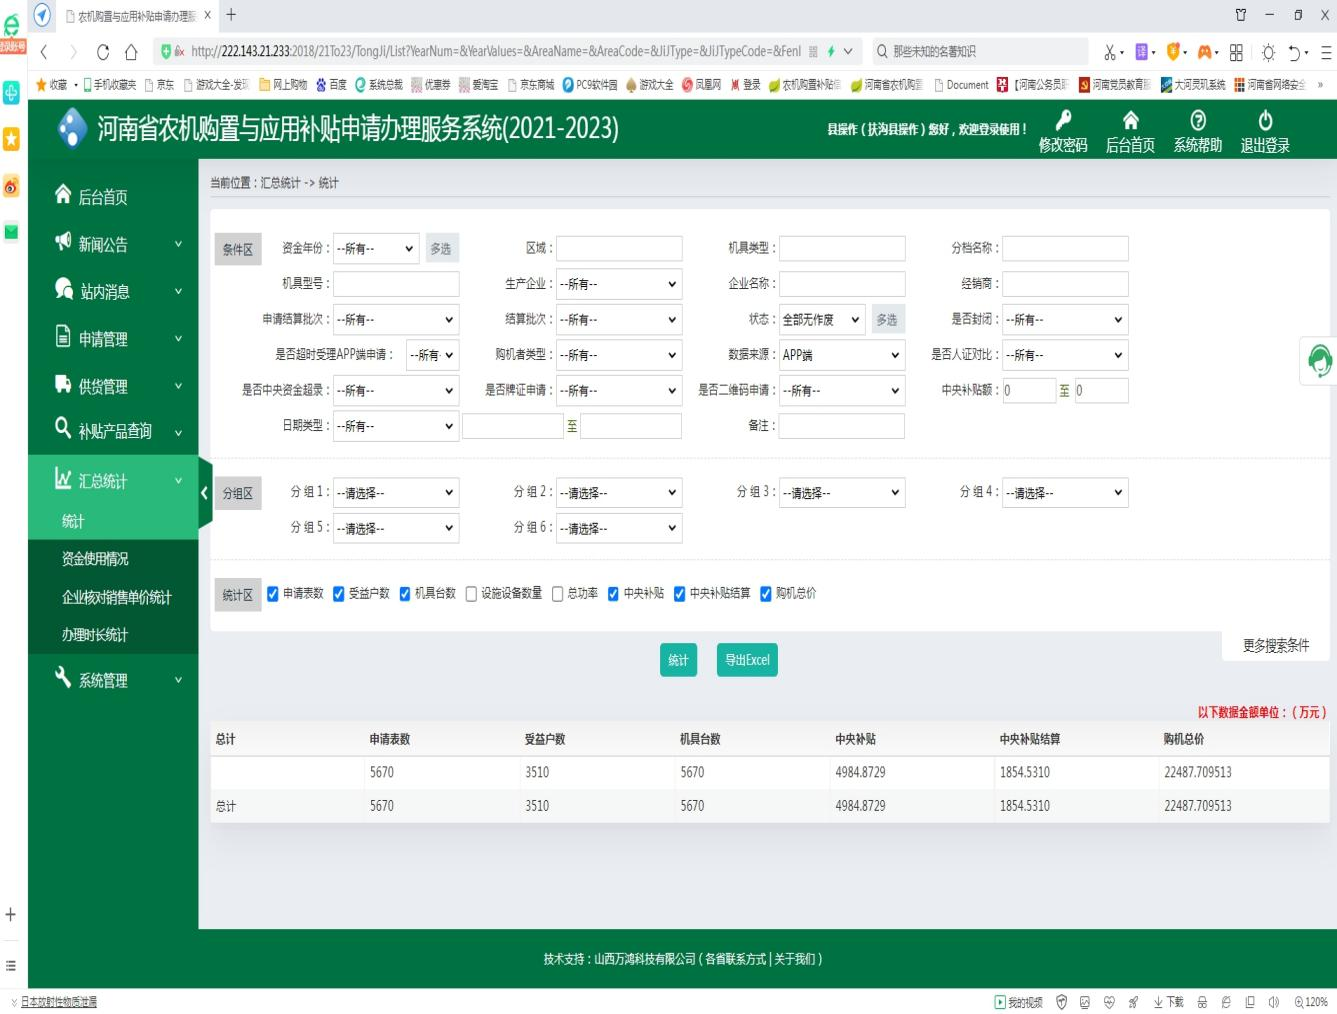 农机购置与应用补贴申请办理服
登录账号
http://222.143.21.233:2018/21To23/TongJi/List?YearNum=&YearValues=&AreaName=&AreaCode=&JiJType=&JiJTypeCode=&FenI
那些未知的名著知识
收藏 手机收藏夹 京东 游戏大全-发现 网上购物 百度 系统总裁 优惠券 爱淘宝 京东商城 PC9软件园 游戏大全 凤凰网 登录 农机购置补贴信 河南省农机购置 Document 【河南公务员 河南党员教育 大河灵机系统 河南省网络安全 »
河南省农机购置与应用补贴申请办理服务系统(2021-2023)
县操作（扶沟县操作）您好，欢迎登录使用！
修改密码 后台首页 系统帮助 退出登录
后台首页
新闻公告
站内消息
申请管理
供货管理
补贴产品查询
汇总统计
统计
资金使用情况
企业核对销售单价统计
办理时长统计
系统管理
当前位置：汇总统计 -> 统计
条件区 资金年份： --所有-- 多选 区域： 机具类型： 分档名称：
机具型号： 生产企业： --所有-- 企业名称： 经销商：
申请结算批次： --所有-- 结算批次： --所有-- 状态： 全部无作废 多选 是否封闭： --所有--
是否超时受理APP端申请： --所有- 购机者类型： --所有-- 数据来源： APP端 是否人证对比： --所有--
是否中央资金超录： --所有-- 是否牌证申请： --所有-- 是否二维码申请： --所有-- 中央补贴额： 0 至 0
日期类型： --所有-- 至 备注：
分组区 分 组 1： --请选择-- 分 组 2： --请选择-- 分 组 3： --请选择-- 分 组 4： --请选择--
分 组 5： --请选择-- 分 组 6： --请选择--
统计区 申请表数 受益户数 机具台数 设施设备数量 总功率 中央补贴 中央补贴结算 购机总价
更多搜索条件
统计 导出Excel
以下数据金额单位：（万元）
总计 申请表数 受益户数 机具台数 中央补贴 中央补贴结算 购机总价
5670 3510 5670 4984.8729 1854.5310 22487.709513
总计 5670 3510 5670 4984.8729 1854.5310 22487.709513
技术支持：山西万鸿科技有限公司（各省联系方式 | 关于我们 ）
日本放射性物质泄漏
我的视频 下载 120%